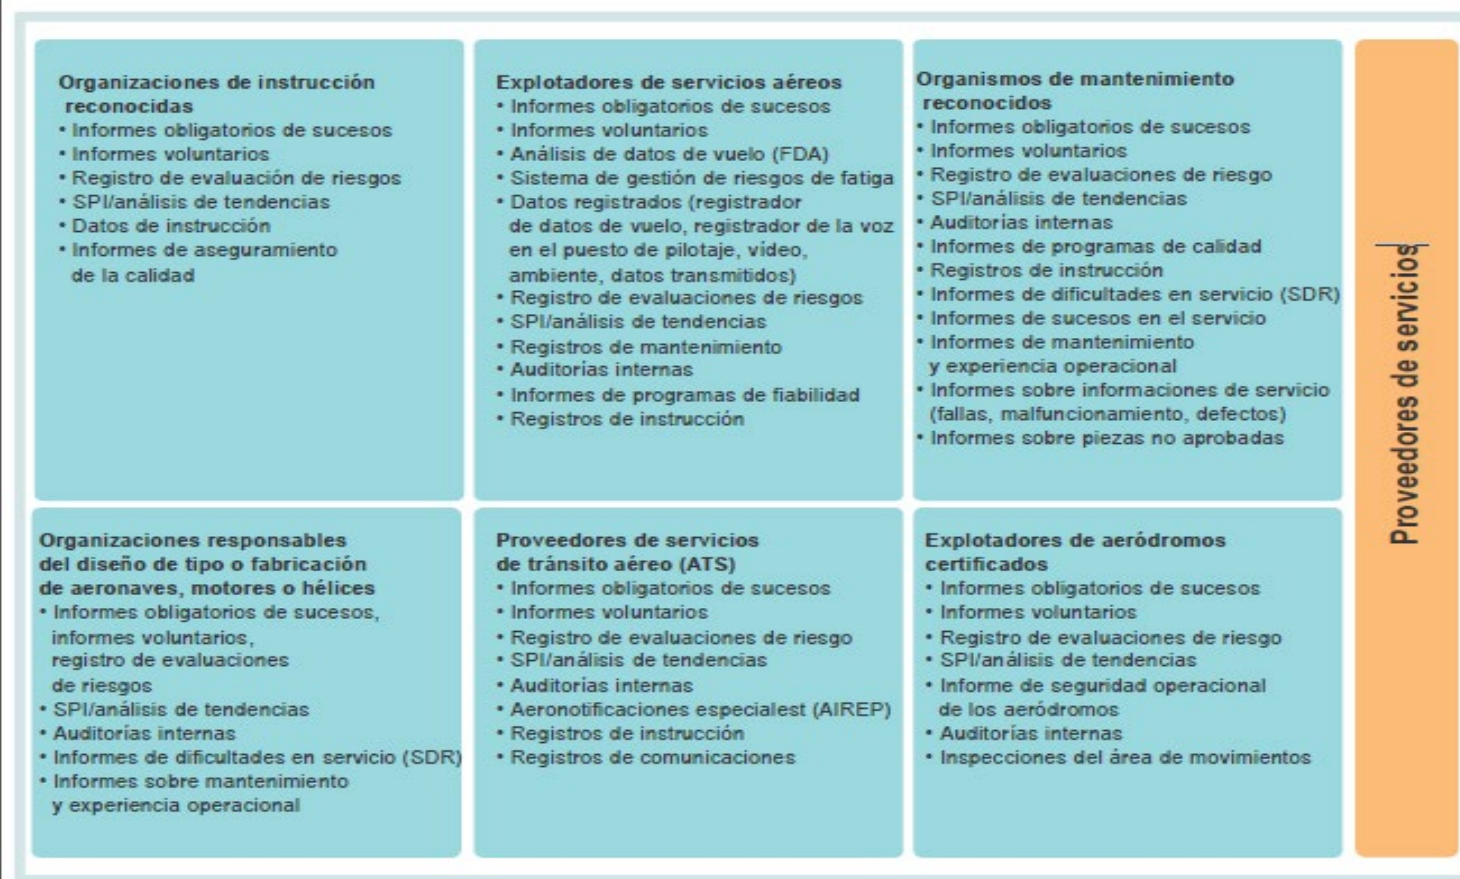 Organizaciones de instrucción
reconocidas
• Informes obligatorios de sucesos
• Informes voluntarios
• Registro de evaluación de riesgos
• SPI/análisis de tendencias
• Datos de instrucción
• Informes de aseguramiento
de la calidad
Explotadores de servicios aéreos
• Informes obligatorios de sucesos
• Informes voluntarios
• Análisis de datos de vuelo (FDA)
• Sistema de gestión de riesgos de fatiga
• Datos registrados (registrador
de datos de vuelo, registrador de la voz
en el puesto de pilotaje, vídeo,
ambiente, datos transmitidos)
• Registro de evaluaciones de riesgos
• SPI/análisis de tendencias
• Registros de mantenimiento
• Auditorías internas
• Informes de programas de fiabilidad
• Registros de instrucción
Organismos de mantenimiento
reconocidos
• Informes obligatorios de sucesos
• Informes voluntarios
• Registro de evaluaciones de riesgo
• SPI/análisis de tendencias
• Auditorías internas
• Informes de programas de calidad
• Registros de instrucción
• Informes de dificultades en servicio (SDR)
• Informes de sucesos en el servicio
• Informes de mantenimiento
y experiencia operacional
• Informes sobre informaciones de servicio
(fallas, malfuncionamiento, defectos)
• Informes sobre piezas no aprobadas
Organizaciones responsables
del diseño de tipo o fabricación
de aeronaves, motores o hélices
• Informes obligatorios de sucesos,
informes voluntarios,
registro de evaluaciones
de riesgos
• SPI/análisis de tendencias
• Auditorías internas
• Informes de dificultades en servicio (SDR)
• Informes sobre mantenimiento
y experiencia operacional
Proveedores de servicios
de tránsito aéreo (ATS)
• Informes obligatorios de sucesos
• Informes voluntarios
• Registro de evaluaciones de riesgo
• SPI/análisis de tendencias
• Auditorías internas
• Aeronotificaciones especialest (AIREP)
• Registros de instrucción
• Registros de comunicaciones
Explotadores de aeródromos
certificados
• Informes obligatorios de sucesos
• Informes voluntarios
• Registro de evaluaciones de riesgo
• SPI/análisis de tendencias
• Informe de seguridad operacional
de los aeródromos
• Auditorías internas
• Inspecciones del área de movimientos
Proveedores de servicios